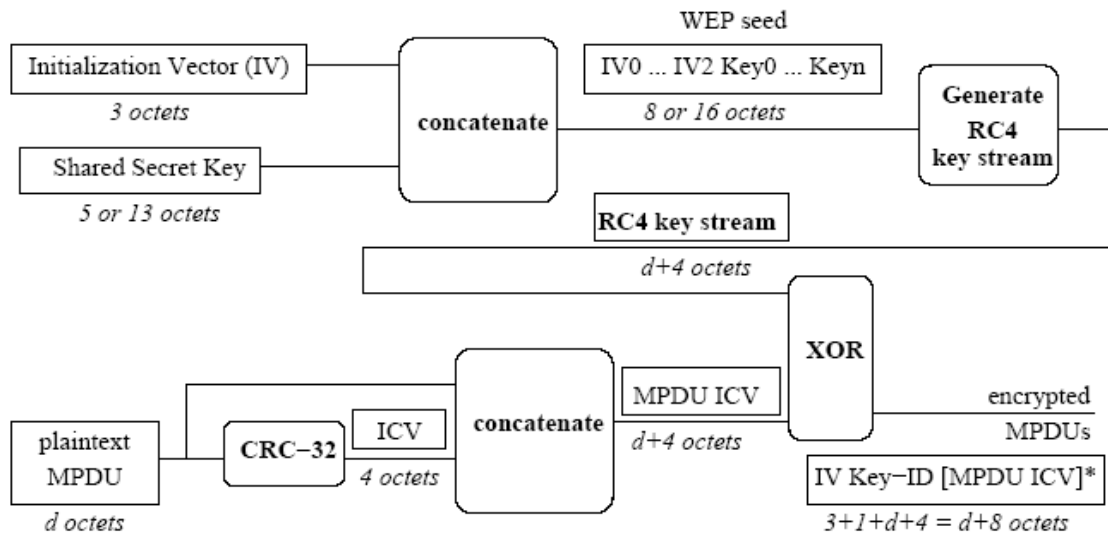 WEP seed
Initialization Vector (IV)
IV0 ... IV2 Key0 ... Keyn
3 octets
8 or 16 octets
concatenate
Generate
RC4
key stream
Shared Secret Key
5 or 13 octets
RC4 key stream
d+4 octets
XOR
MPDU ICV
d+4 octets
encrypted
MPDUs
plaintext
MPDU
d octets
CRC−32
ICV
4 octets
concatenate
IV Key−ID [MPDU ICV]*
3+1+d+4 = d+8 octets